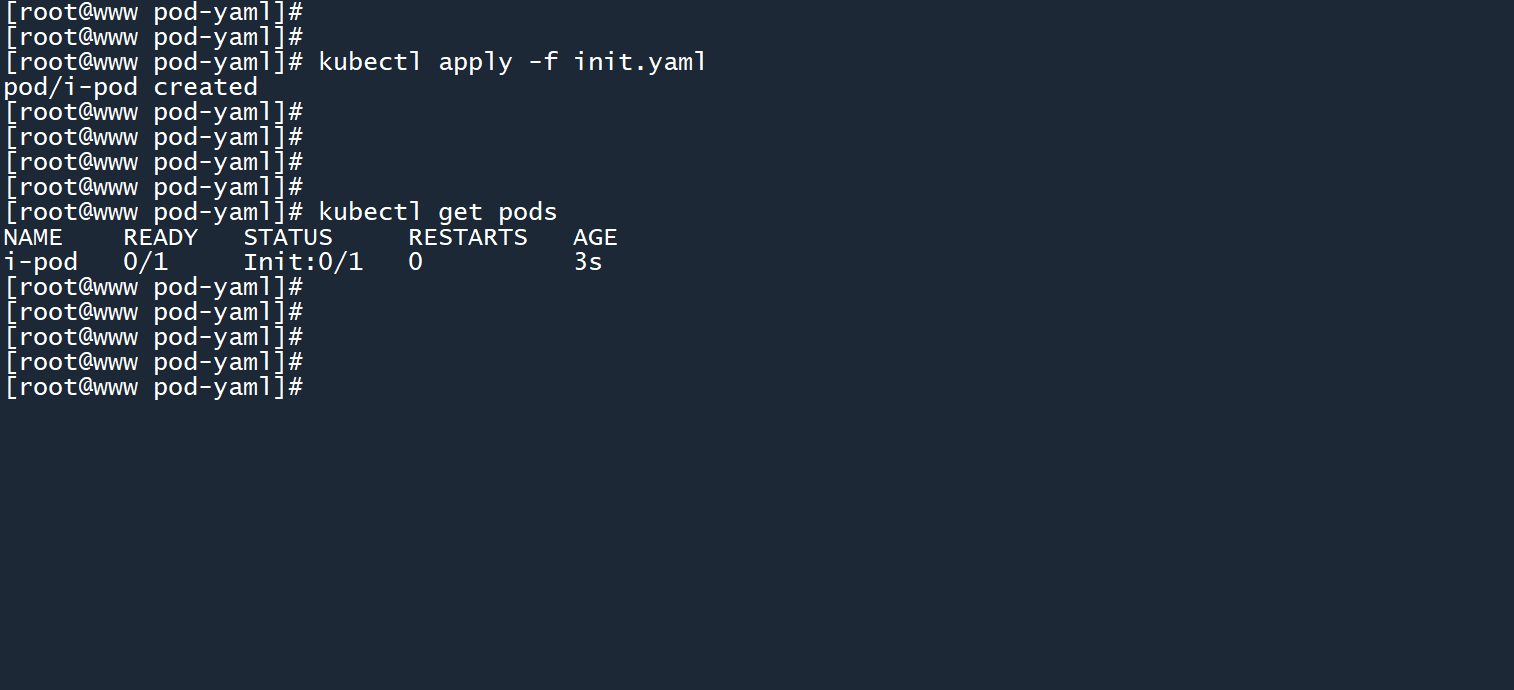 [root@www pod-yaml]#
[root@www pod-yaml]#
[root@www pod-yaml]# kubectl apply -f init.yaml
pod/i-pod created
[root@www pod-yaml]#
[root@www pod-yaml]#
[root@www pod-yaml]#
[root@www pod-yaml]#
[root@www pod-yaml]# kubectl get pods
NAME    READY   STATUS     RESTARTS   AGE
i-pod   0/1     Init:0/1   0          3s
[root@www pod-yaml]#
[root@www pod-yaml]#
[root@www pod-yaml]#
[root@www pod-yaml]#
[root@www pod-yaml]#